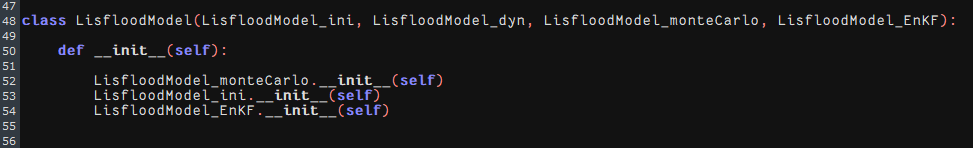 47
48 class LisfloodModel(LisfloodModel_ini, LisfloodModel_dyn, LisfloodModel_monteCarlo, LisfloodModel_EnKF):
49
50     def __init__(self):
51
52         LisfloodModel_monteCarlo.__init__(self)
53         LisfloodModel_ini.__init__(self)
54         LisfloodModel_EnKF.__init__(self)
55
56